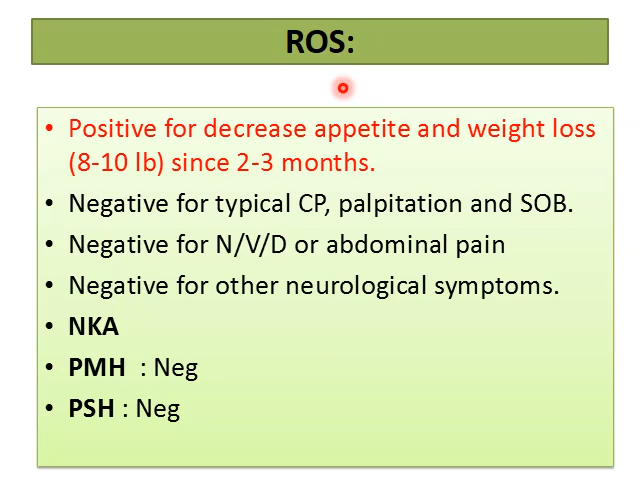 ROS:
• Positive for decrease appetite and weight loss
(8-10 lb) since 2-3 months.
• Negative for typical CP, palpitation and SOB.
• Negative for N/V/D or abdominal pain
• Negative for other neurological symptoms.
• NKA
• PMH : Neg
• PSH : Neg